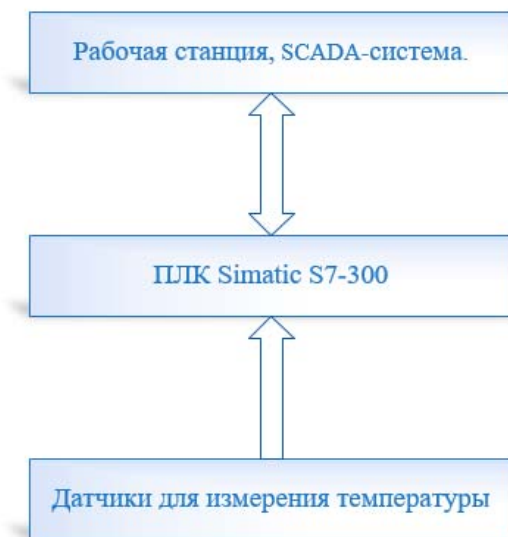 Рабочая станция, SCADA-система.
ПЛК Simatic S7-300
Датчики для измерения температуры